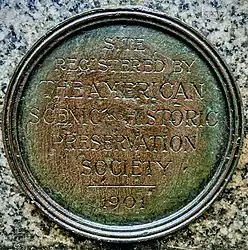 SITE
REGISTERED BY
THE AMERICAN
SCENIC & HISTORIC
PRESERVATION
SOCIETY
1901